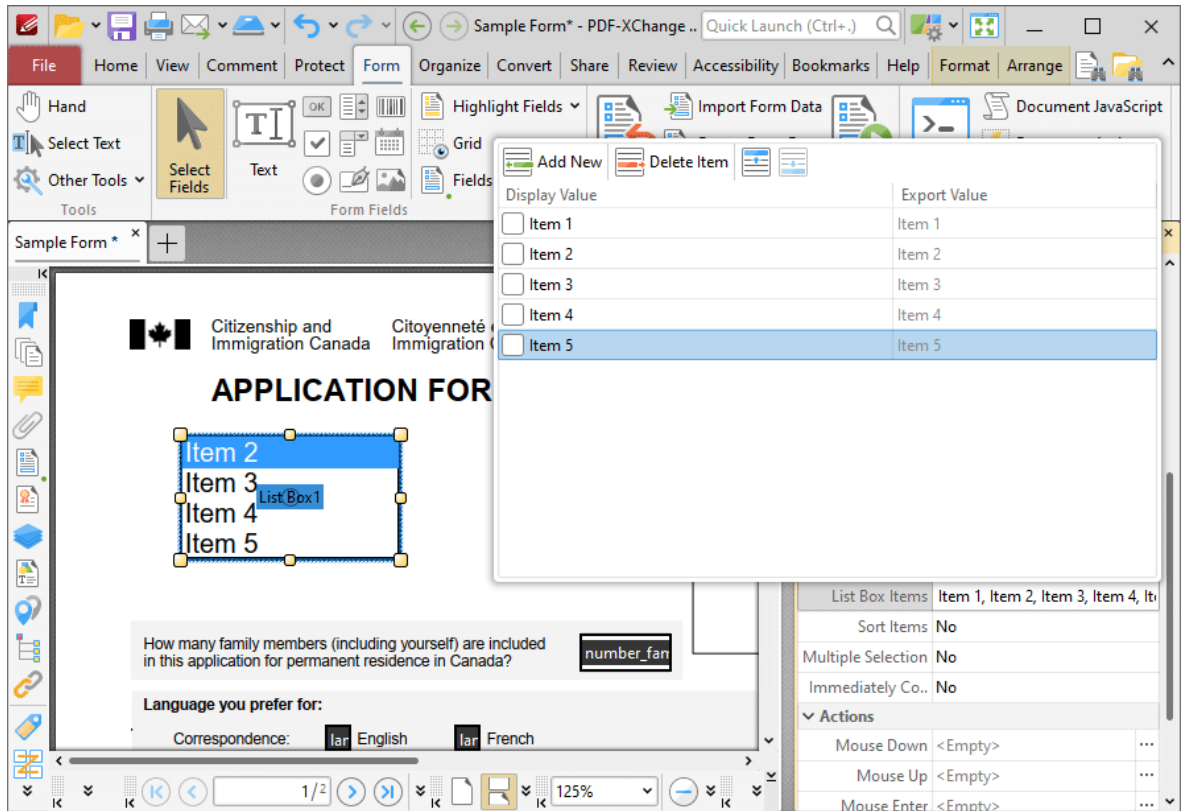 Sample Form* - PDF-XChange ..
Quick Launch (Ctrl+.)
File Home View Comment Protect Form Organize Convert Share Review Accessibility Bookmarks Help Format Arrange
Hand
Select Text
Other Tools
Tools
Select Fields
Text
OK
Form Fields
Highlight Fields
Grid
Fields
Import Form Data
Document JavaScript
Add New Delete Item
Display Value Export Value
Item 1 Item 1
Item 2 Item 2
Item 3 Item 3
Item 4 Item 4
Item 5 Item 5
Sample Form *
Citizenship and Citoyenneté
Immigration Canada Immigration
APPLICATION FOR
Item 2
Item 3
List Box1
Item 4
Item 5
How many family members (including yourself) are included
in this application for permanent residence in Canada?
number_fam
Language you prefer for:
Correspondence: lar English lar French
List Box Items Item 1, Item 2, Item 3, Item 4, Ite
Sort Items No
Multiple Selection No
Immediately Co.. No
Actions
Mouse Down <Empty> ...
Mouse Up <Empty> ...
Mouse Enter <Empty> ...
1/2
125%